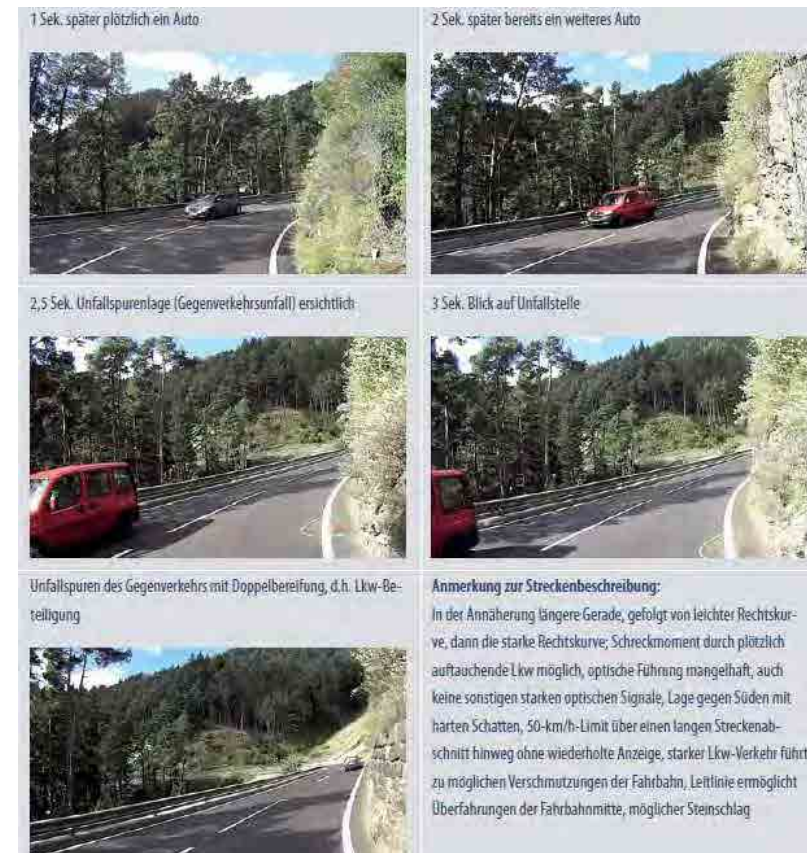 1 Sek. später plötzlich ein Auto
2 Sek. später bereits ein weiteres Auto
2,5 Sek. Unfallspurenlage (Gegenverkehrsunfall) ersichtlich
3 Sek. Blick auf Unfallstelle
Unfallspuren des Gegenverkehrs mit Doppelbereifung, d.h. Lkw-Be-
teiligung
Anmerkung zur Streckenbeschreibung:
In der Annäherung längere Gerade, gefolgt von leichter Rechtskur-
ve, dann die starke Rechtskurve; Schreckmoment durch plötzlich
auftauchende Lkw möglich, optische Führung mangelhaft, auch
keine sonstigen starken optischen Signale, Lage gegen Süden mit
harten Schatten, 50-km/h-Limit über einen langen Streckenab-
schnitt hinweg ohne wiederholte Anzeige, starker Lkw-Verkehr führt
zu möglichen Verschmutzungen der Fahrbahn, Leitlinie ermöglicht
Überfahrungen der Fahrbahnmitte, möglicher Steinschlag